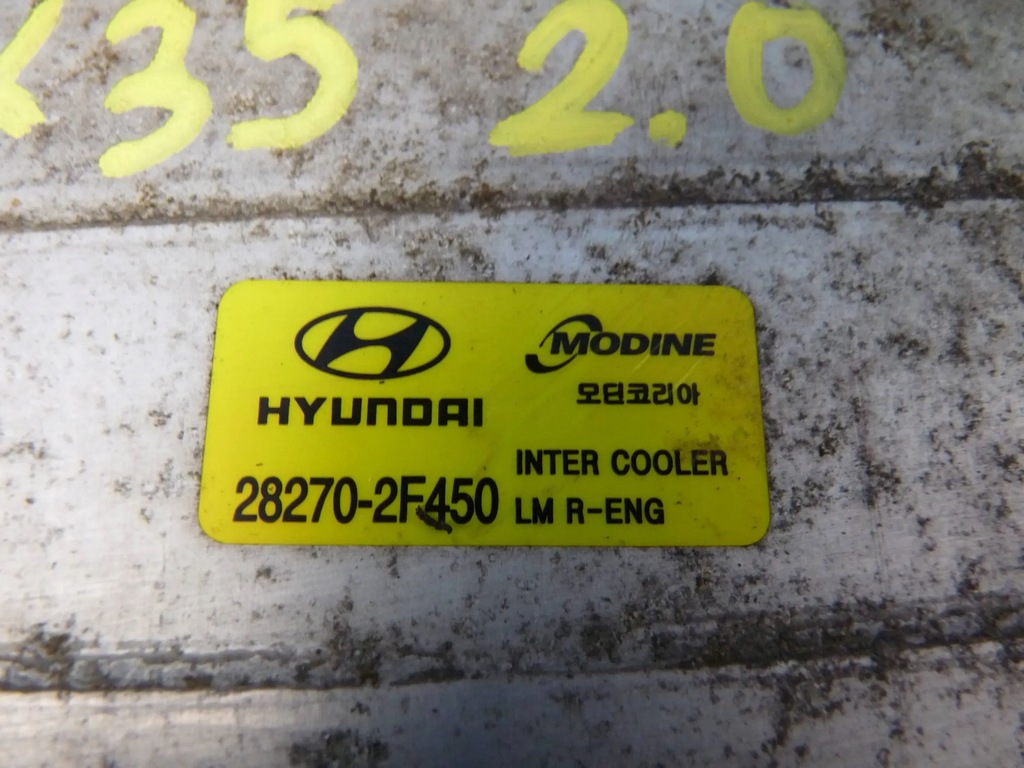 35 2.0
HYUNDAI
MODINE
모딘코리아
28270-2F450
INTER COOLER
LM R-ENG